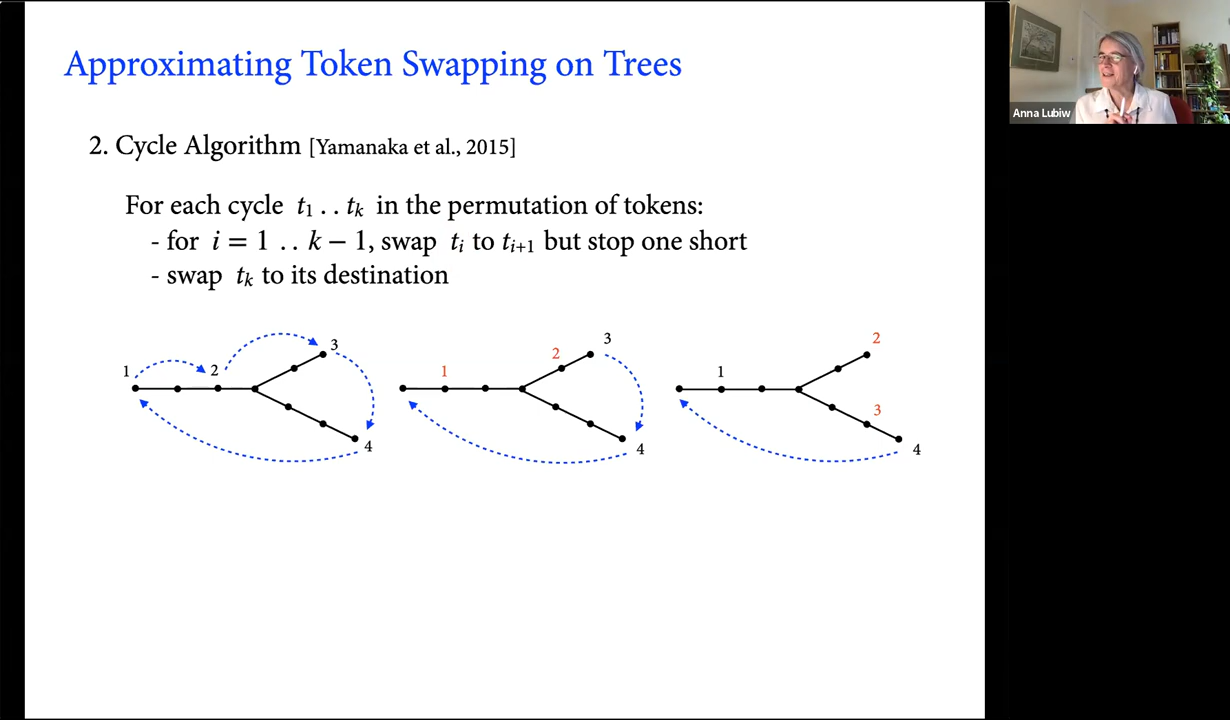 Approximating Token Swapping on Trees
Anna Lubiw
2. Cycle Algorithm [Yamanaka et al., 2015]
For each cycle t₁ . . tₖ in the permutation of tokens:
- for i = 1 . . k − 1, swap tᵢ to tᵢ₊₁ but stop one short
- swap tₖ to its destination
1 2 3 4
1 2 3 4
1 2 3 4